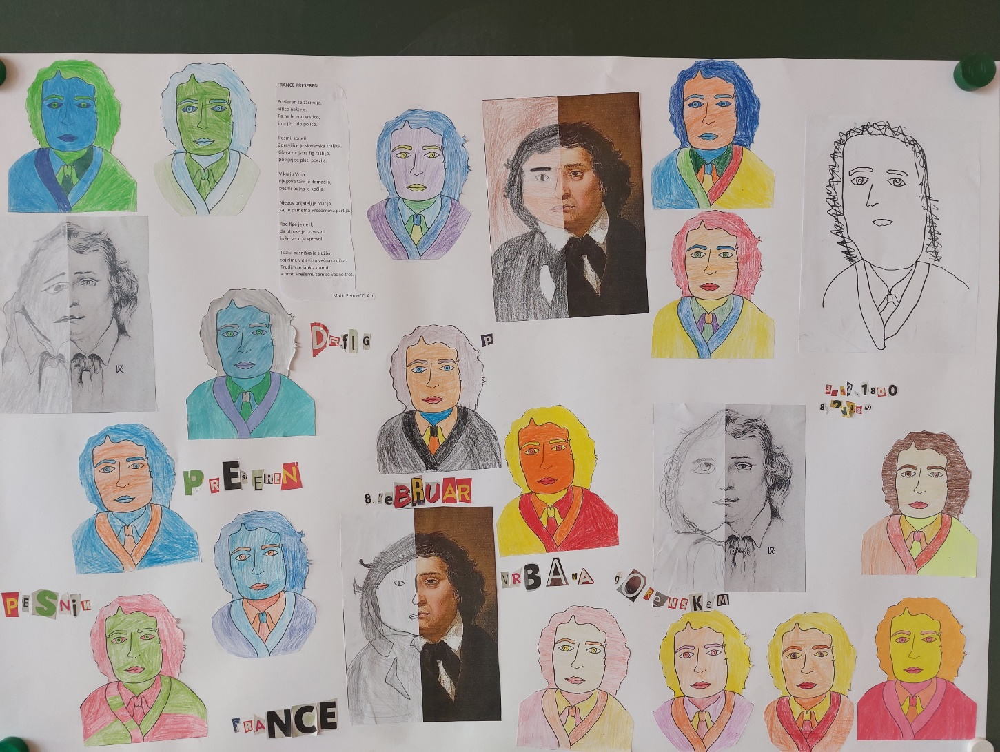 FRANCE PREŠEREN
Prešeren se zasmeje,
kitico našteje.
Pa ne le eno vrstico,
ima jih celo polico.
Pesmi, soneti,
Zdravljice je slovenska kraljica.
Glava mojstra fig razbija,
po njej se plazi poezija.
V kraju Vrba
njegova tam je domačija,
pesmi polna je kočija.
Njegov prijatelj je Matija,
saj je pametna Prešernova partija.
Rad fige je delil,
da otroke je razveselil
in še sebe je sprostil.
Težka pesniška je služba,
saj rime v glavi so večna družba.
Trudim se lahko komot,
a proti Prešernu sem še vedno trot.
Matic Petrovčič, 4. c
DR.fIG
P
3.12.1800
8.2.1849
PREŠEREN
8. feBRUAR
VRBA NA gORENSKeM
PESNiK
FRANCE